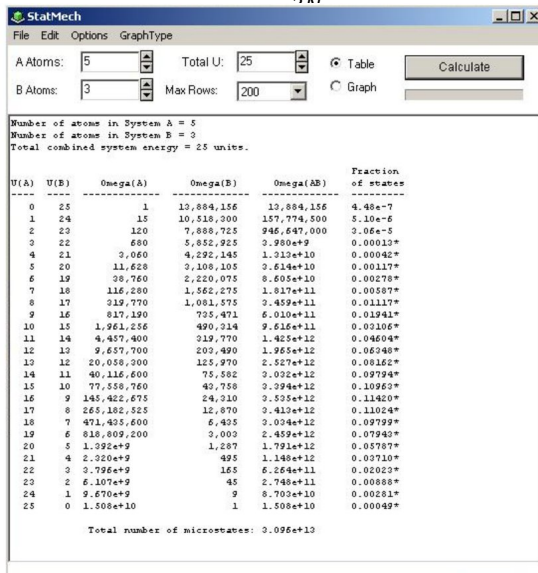 StatMech
File Edit Options GraphType
A Atoms: 5 Total U: 25 Table Calculate
B Atoms: 3 Max Rows: 200 Graph
Number of atoms in System A = 5
Number of atoms in System B = 3
Total combined system energy = 25 units.
Fraction
U(A) U(B) Omega(A) Omega(B) Omega(AB) of states
---- ---- -------- -------- --------- ---------
0 25 1 13,884,156 13,884,156 4.48e-7
1 24 15 10,518,300 157,774,500 5.10e-6
2 23 120 7,888,725 946,647,000 3.06e-5
3 22 680 5,852,925 3.980e+9 0.00013*
4 21 3,060 4,292,145 1.313e+10 0.00042*
5 20 11,628 3,108,105 3.614e+10 0.00117*
6 19 38,760 2,220,075 8.605e+10 0.00278*
7 18 116,280 1,562,275 1.817e+11 0.00587*
8 17 319,770 1,081,575 3.459e+11 0.01117*
9 16 817,190 735,471 6.010e+11 0.01941*
10 15 1,961,256 490,314 9.616e+11 0.03106*
11 14 4,457,400 319,770 1.425e+12 0.04604*
12 13 9,657,700 203,490 1.965e+12 0.06348*
13 12 20,058,300 125,970 2.527e+12 0.08162*
14 11 40,116,600 75,582 3.032e+12 0.09794*
15 10 77,558,760 43,758 3.394e+12 0.10963*
16 9 145,422,675 24,310 3.535e+12 0.11420*
17 8 265,182,525 12,870 3.413e+12 0.11024*
18 7 471,435,600 6,435 3.034e+12 0.09799*
19 6 818,809,200 3,003 2.459e+12 0.07943*
20 5 1.392e+9 1,287 1.791e+12 0.05787*
21 4 2.320e+9 495 1.148e+12 0.03710*
22 3 3.796e+9 165 6.264e+11 0.02023*
23 2 6.107e+9 45 2.748e+11 0.00888*
24 1 9.670e+9 9 8.703e+10 0.00281*
25 0 1.508e+10 1 1.508e+10 0.00049*
Total number of microstates: 3.096e+13